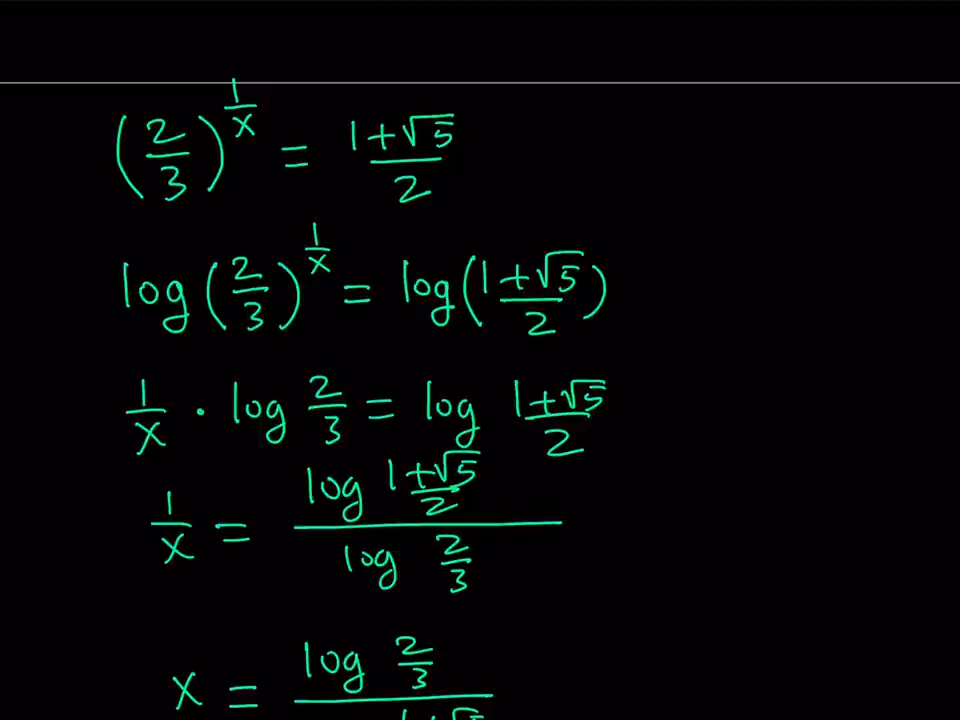 (2/3)^(1/x) = (1+√5)/2
log(2/3)^(1/x) = log((1+√5)/2)
1/x · log 2/3 = log (1+√5)/2
1/x = (log (1+√5)/2)/(log 2/3)
x = (log 2/3)/